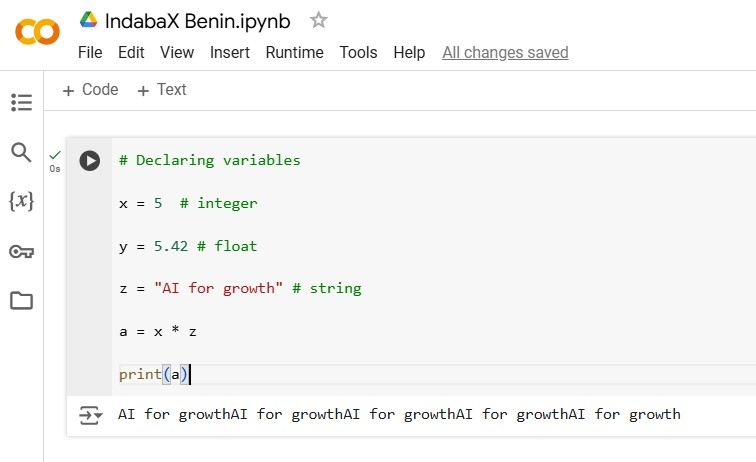 IndabaX Benin.ipynb
File Edit View Insert Runtime Tools Help All changes saved
+ Code + Text
{x}
0s
# Declaring variables
x = 5 # integer
y = 5.42 # float
z = "AI for growth" # string
a = x * z
print(a)
AI for growthAI for growthAI for growthAI for growthAI for growth